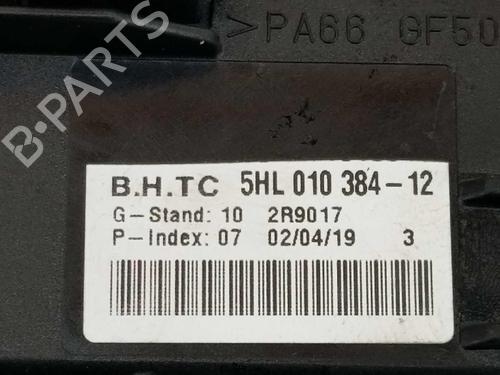 >PA66 GF50
B-PARTS
B.H.TC 5HL 010 384-12
G-Stand: 10 2R9017
P-Index: 07 02/04/19 3